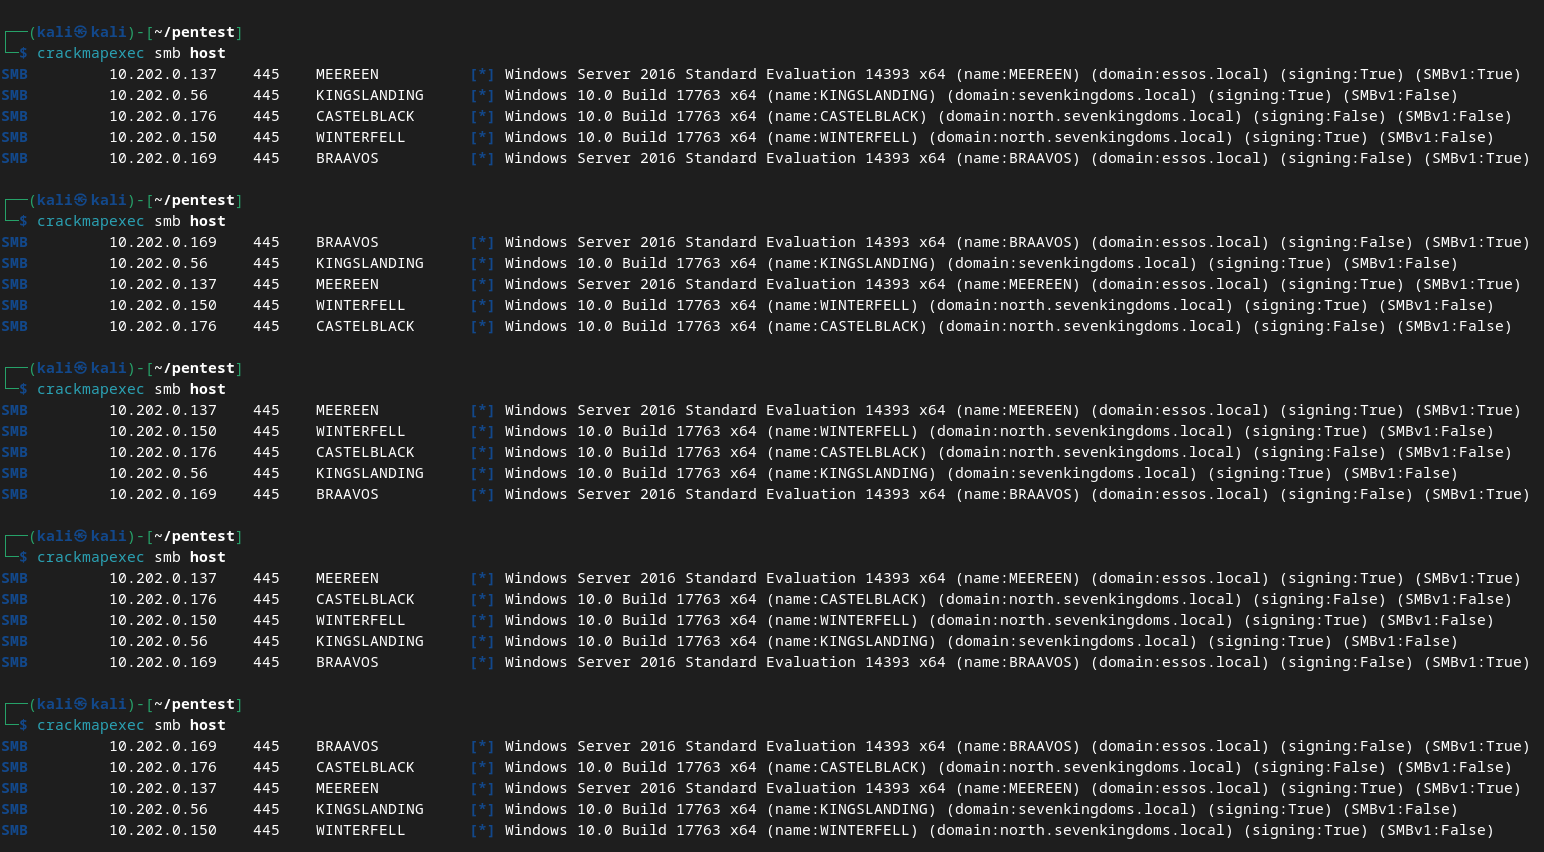 ┌──(kali㉿kali)-[~/pentest]
└─$ crackmapexec smb host
SMB         10.202.0.137    445    MEEREEN          [*] Windows Server 2016 Standard Evaluation 14393 x64 (name:MEEREEN) (domain:essos.local) (signing:True) (SMBv1:True)
SMB         10.202.0.56     445    KINGSLANDING     [*] Windows 10.0 Build 17763 x64 (name:KINGSLANDING) (domain:sevenkingdoms.local) (signing:True) (SMBv1:False)
SMB         10.202.0.176    445    CASTELBLACK      [*] Windows 10.0 Build 17763 x64 (name:CASTELBLACK) (domain:north.sevenkingdoms.local) (signing:False) (SMBv1:False)
SMB         10.202.0.150    445    WINTERFELL       [*] Windows 10.0 Build 17763 x64 (name:WINTERFELL) (domain:north.sevenkingdoms.local) (signing:True) (SMBv1:False)
SMB         10.202.0.169    445    BRAAVOS          [*] Windows Server 2016 Standard Evaluation 14393 x64 (name:BRAAVOS) (domain:essos.local) (signing:False) (SMBv1:True)
┌──(kali㉿kali)-[~/pentest]
└─$ crackmapexec smb host
SMB         10.202.0.169    445    BRAAVOS          [*] Windows Server 2016 Standard Evaluation 14393 x64 (name:BRAAVOS) (domain:essos.local) (signing:False) (SMBv1:True)
SMB         10.202.0.56     445    KINGSLANDING     [*] Windows 10.0 Build 17763 x64 (name:KINGSLANDING) (domain:sevenkingdoms.local) (signing:True) (SMBv1:False)
SMB         10.202.0.137    445    MEEREEN          [*] Windows Server 2016 Standard Evaluation 14393 x64 (name:MEEREEN) (domain:essos.local) (signing:True) (SMBv1:True)
SMB         10.202.0.150    445    WINTERFELL       [*] Windows 10.0 Build 17763 x64 (name:WINTERFELL) (domain:north.sevenkingdoms.local) (signing:True) (SMBv1:False)
SMB         10.202.0.176    445    CASTELBLACK      [*] Windows 10.0 Build 17763 x64 (name:CASTELBLACK) (domain:north.sevenkingdoms.local) (signing:False) (SMBv1:False)
┌──(kali㉿kali)-[~/pentest]
└─$ crackmapexec smb host
SMB         10.202.0.137    445    MEEREEN          [*] Windows Server 2016 Standard Evaluation 14393 x64 (name:MEEREEN) (domain:essos.local) (signing:True) (SMBv1:True)
SMB         10.202.0.150    445    WINTERFELL       [*] Windows 10.0 Build 17763 x64 (name:WINTERFELL) (domain:north.sevenkingdoms.local) (signing:True) (SMBv1:False)
SMB         10.202.0.176    445    CASTELBLACK      [*] Windows 10.0 Build 17763 x64 (name:CASTELBLACK) (domain:north.sevenkingdoms.local) (signing:False) (SMBv1:False)
SMB         10.202.0.56     445    KINGSLANDING     [*] Windows 10.0 Build 17763 x64 (name:KINGSLANDING) (domain:sevenkingdoms.local) (signing:True) (SMBv1:False)
SMB         10.202.0.169    445    BRAAVOS          [*] Windows Server 2016 Standard Evaluation 14393 x64 (name:BRAAVOS) (domain:essos.local) (signing:False) (SMBv1:True)
┌──(kali㉿kali)-[~/pentest]
└─$ crackmapexec smb host
SMB         10.202.0.137    445    MEEREEN          [*] Windows Server 2016 Standard Evaluation 14393 x64 (name:MEEREEN) (domain:essos.local) (signing:True) (SMBv1:True)
SMB         10.202.0.176    445    CASTELBLACK      [*] Windows 10.0 Build 17763 x64 (name:CASTELBLACK) (domain:north.sevenkingdoms.local) (signing:False) (SMBv1:False)
SMB         10.202.0.150    445    WINTERFELL       [*] Windows 10.0 Build 17763 x64 (name:WINTERFELL) (domain:north.sevenkingdoms.local) (signing:True) (SMBv1:False)
SMB         10.202.0.56     445    KINGSLANDING     [*] Windows 10.0 Build 17763 x64 (name:KINGSLANDING) (domain:sevenkingdoms.local) (signing:True) (SMBv1:False)
SMB         10.202.0.169    445    BRAAVOS          [*] Windows Server 2016 Standard Evaluation 14393 x64 (name:BRAAVOS) (domain:essos.local) (signing:False) (SMBv1:True)
┌──(kali㉿kali)-[~/pentest]
└─$ crackmapexec smb host
SMB         10.202.0.169    445    BRAAVOS          [*] Windows Server 2016 Standard Evaluation 14393 x64 (name:BRAAVOS) (domain:essos.local) (signing:False) (SMBv1:True)
SMB         10.202.0.176    445    CASTELBLACK      [*] Windows 10.0 Build 17763 x64 (name:CASTELBLACK) (domain:north.sevenkingdoms.local) (signing:False) (SMBv1:False)
SMB         10.202.0.137    445    MEEREEN          [*] Windows Server 2016 Standard Evaluation 14393 x64 (name:MEEREEN) (domain:essos.local) (signing:True) (SMBv1:True)
SMB         10.202.0.56     445    KINGSLANDING     [*] Windows 10.0 Build 17763 x64 (name:KINGSLANDING) (domain:sevenkingdoms.local) (signing:True) (SMBv1:False)
SMB         10.202.0.150    445    WINTERFELL       [*] Windows 10.0 Build 17763 x64 (name:WINTERFELL) (domain:north.sevenkingdoms.local) (signing:True) (SMBv1:False)